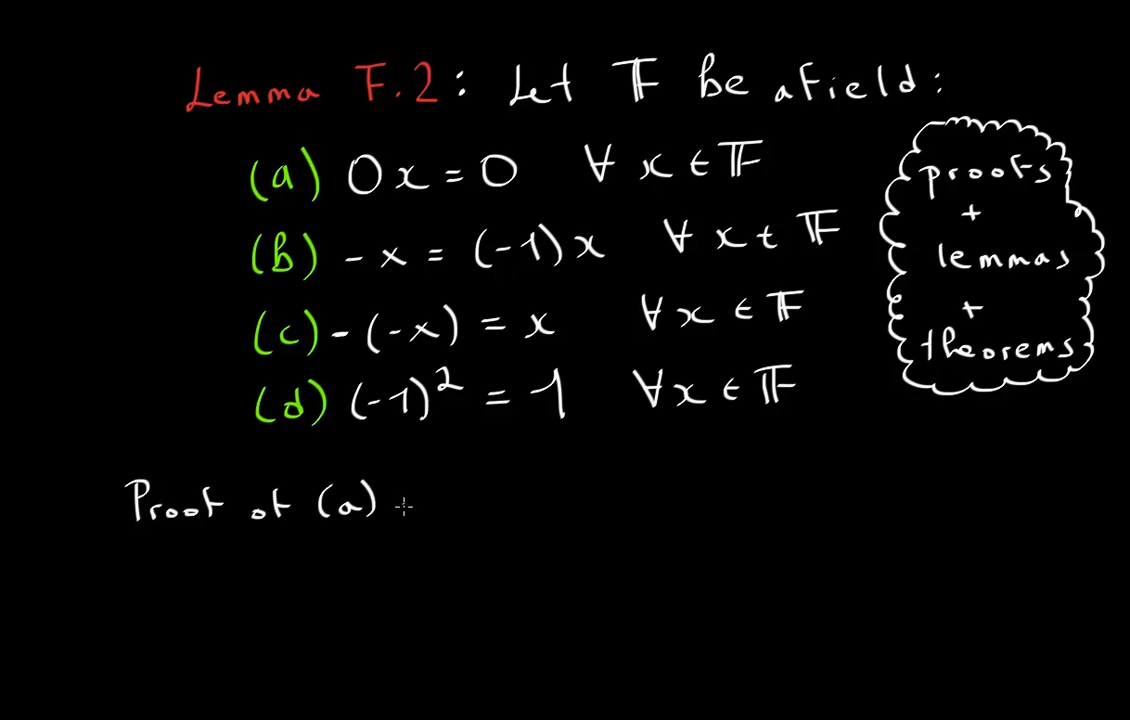 Lemma F.2: Let 𝔽 be a field:
(a) 0x = 0 ∀ x ∈ 𝔽
(b) -x = (-1)x ∀ x ∈ 𝔽
(c) -(-x) = x ∀ x ∈ 𝔽
(d) (-1)² = 1 ∀ x ∈ 𝔽
proofs
+
lemmas
+
theorems
Proof of (a)